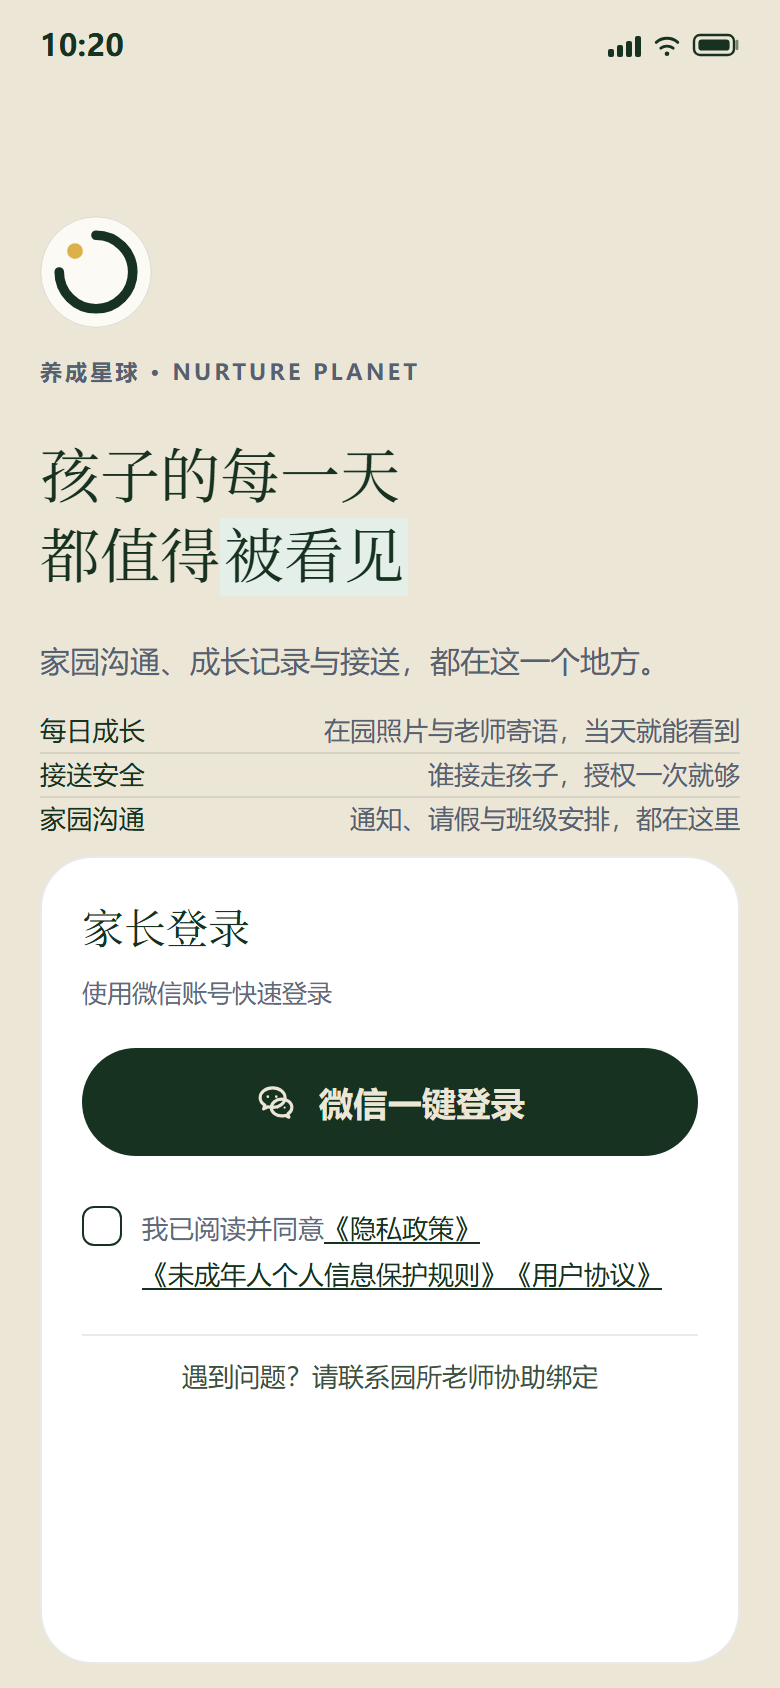 10:20
养成星球 • NURTURE PLANET
孩子的每一天
都值得被看见
家园沟通、成长记录与接送，都在这一个地方。
每日成长 在园照片与老师寄语，当天就能看到
接送安全 谁接走孩子，授权一次就够
家园沟通 通知、请假与班级安排，都在这里
家长登录
使用微信账号快速登录
微信一键登录
我已阅读并同意《隐私政策》
《未成年人个人信息保护规则》《用户协议》
遇到问题？请联系园所老师协助绑定